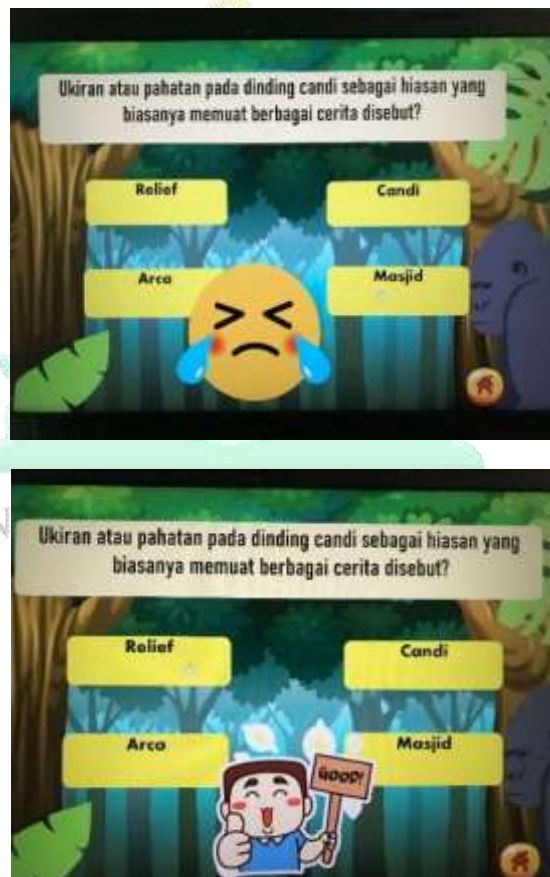 Ukiran atau pahatan pada dinding candi sebagai hiasan yang
biasanya memuat berbagai cerita disebut?
Relief
Candi
Arca
Masjid
Ukiran atau pahatan pada dinding candi sebagai hiasan yang
biasanya memuat berbagai cerita disebut?
Relief
Candi
Arca
Masjid
GOOD!